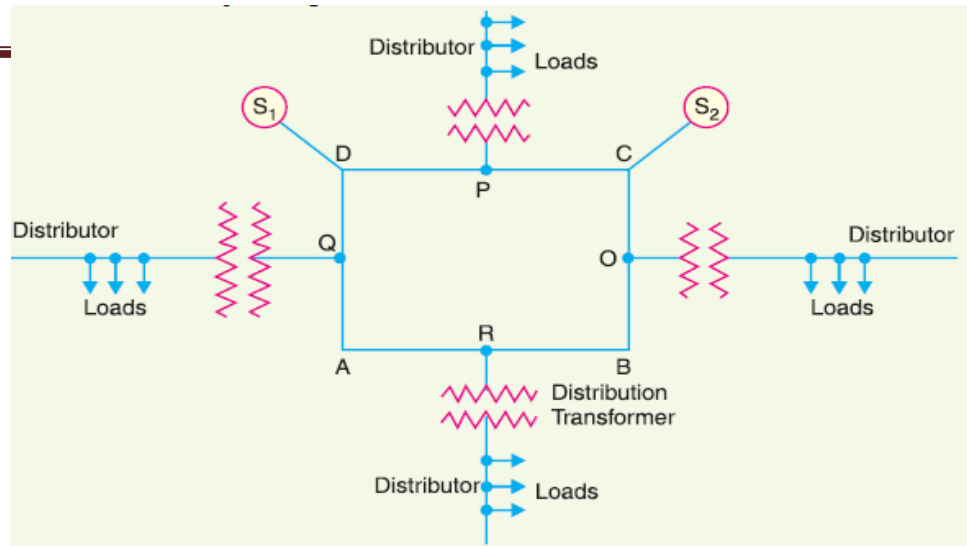 Distributor
Loads
S1
S2
D
C
P
Distributor
Q
Loads
O
Distributor
Loads
R
A
B
Distribution
Transformer
Distributor
Loads